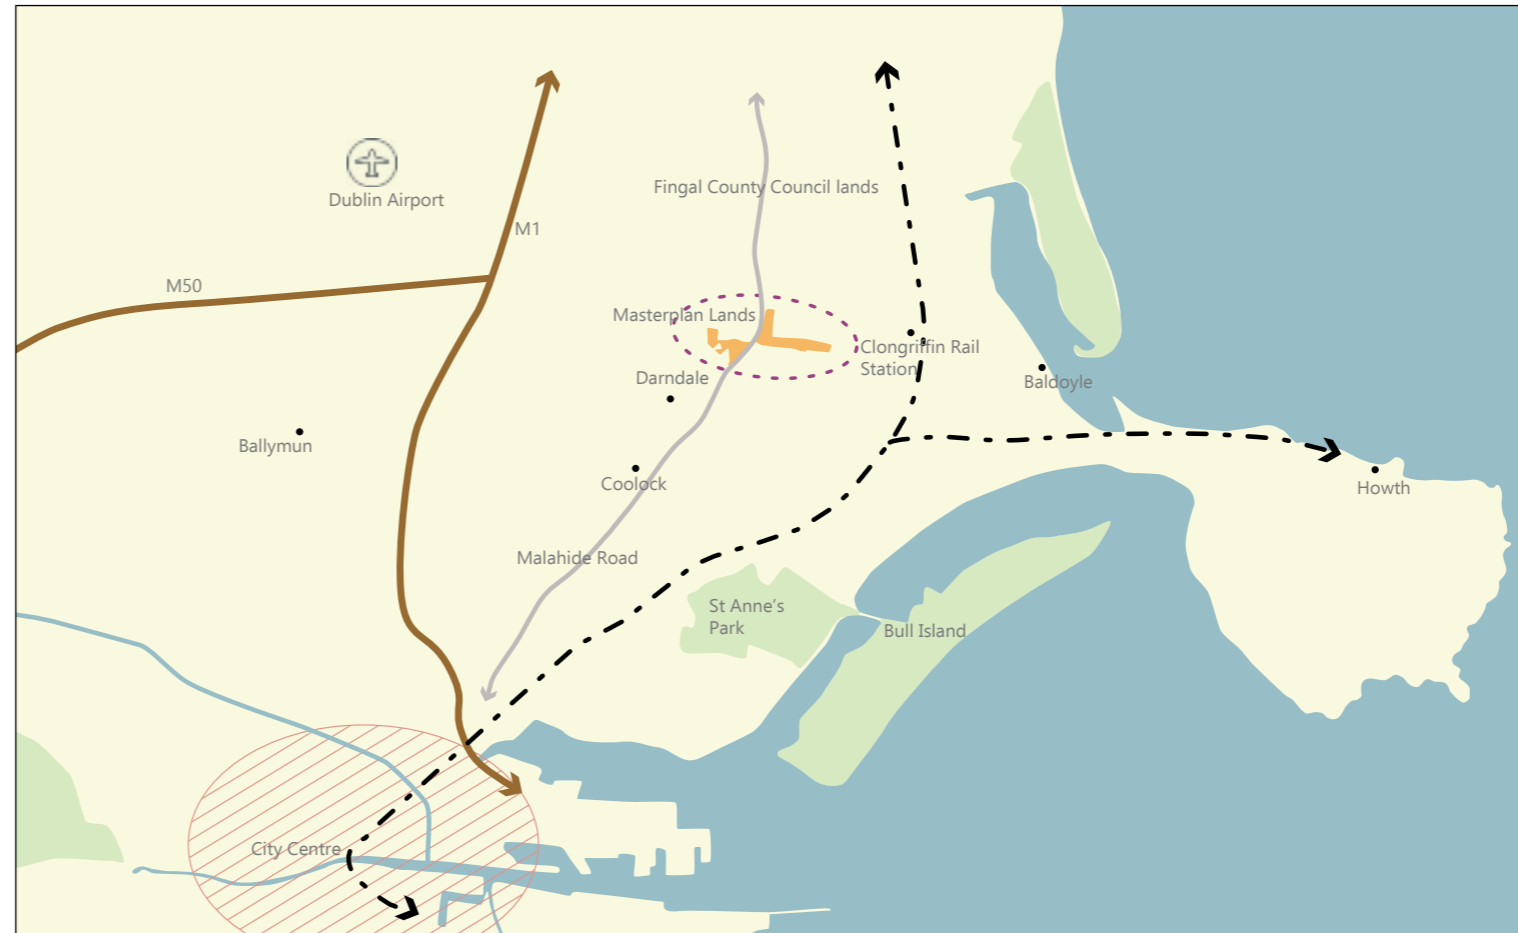 Dublin Airport
Fingal County Council lands
M1
M50
Masterplan Lands
Clongriffin Rail
Station
Darndale
Baldoyle
Ballymun
Coolock
Howth
Malahide Road
St Anne's
Park
Bull Island
City Centre